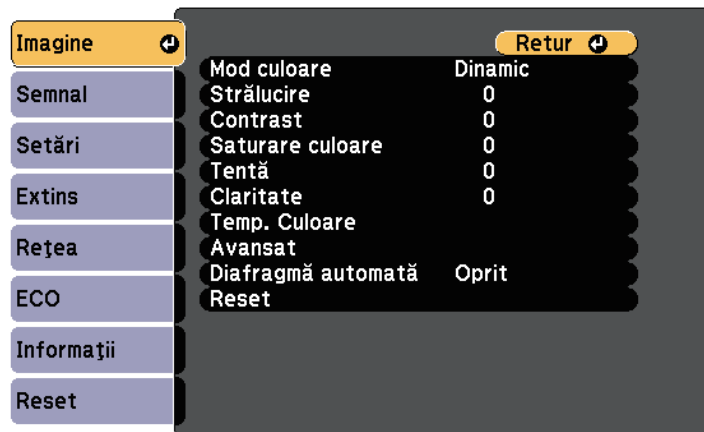 Imagine
Semnal
Setări
Extins
Reţea
ECO
Informaţii
Reset
Retur
Mod culoare Dinamic
Strălucire 0
Contrast 0
Saturare culoare 0
Tentă 0
Claritate 0
Temp. Culoare
Avansat
Diafragmă automată Oprit
Reset